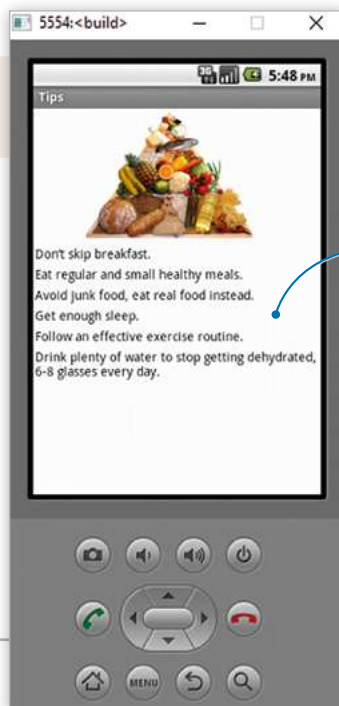 5554:<build>
3G
5:48 PM
Tips
Don't skip breakfast.
Eat regular and small healthy meals.
Avoid junk food, eat real food instead.
Get enough sleep.
Follow an effective exercise routine.
Drink plenty of water to stop getting dehydrated,
6-8 glasses every day.
MENU